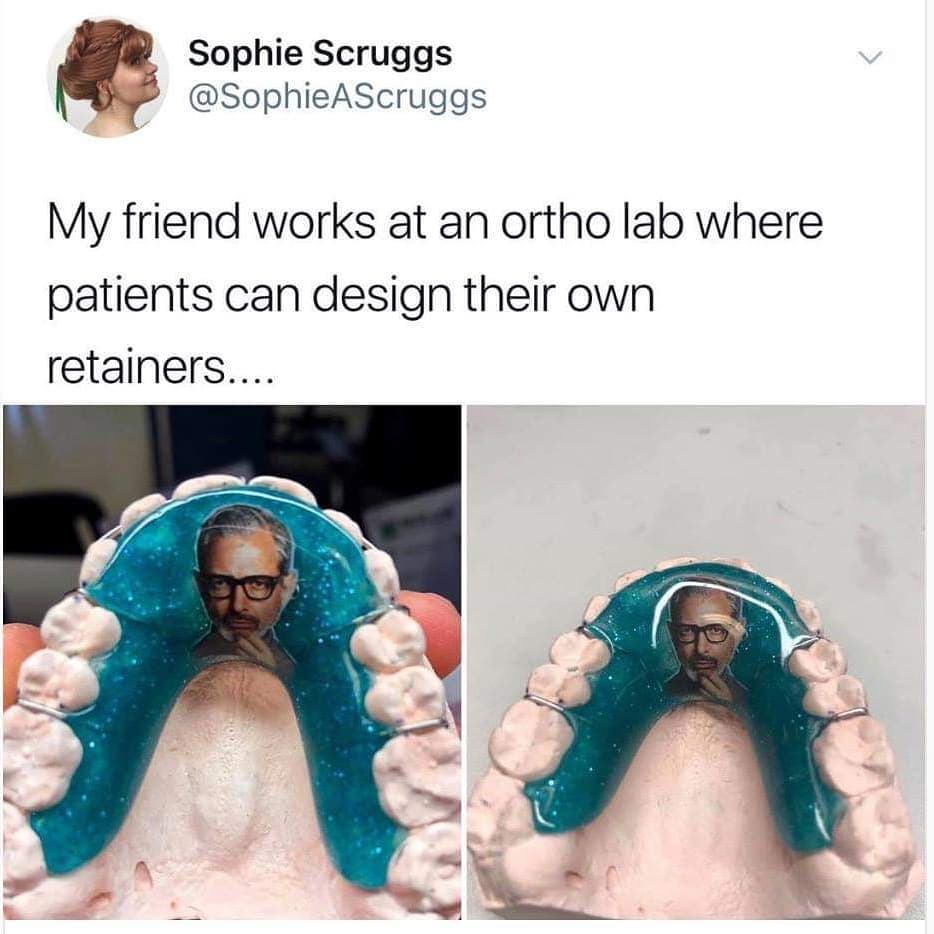 Sophie Scruggs
@SophieAScruggs
My friend works at an ortho lab where
patients can design their own
retainers....